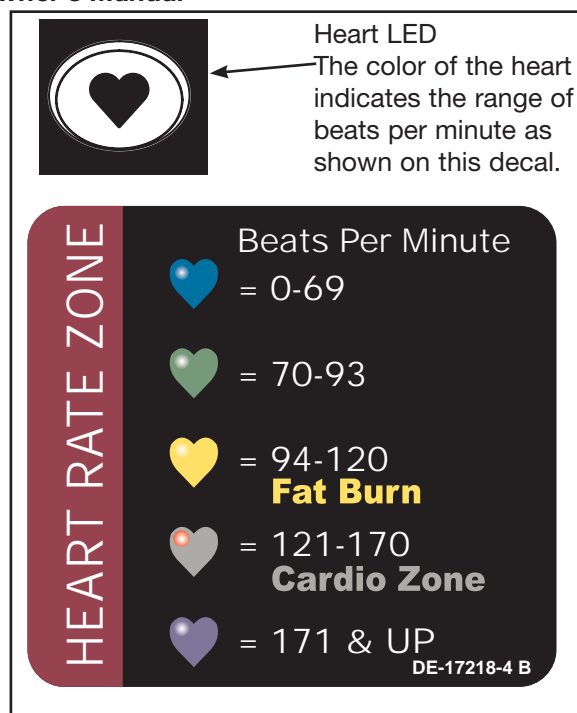 Heart LED
The color of the heart
indicates the range of
beats per minute as
shown on this decal.
HEART RATE ZONE
Beats Per Minute
= 0-69
= 70-93
= 94-120
Fat Burn
= 121-170
Cardio Zone
= 171 & UP
DE-17218-4 B